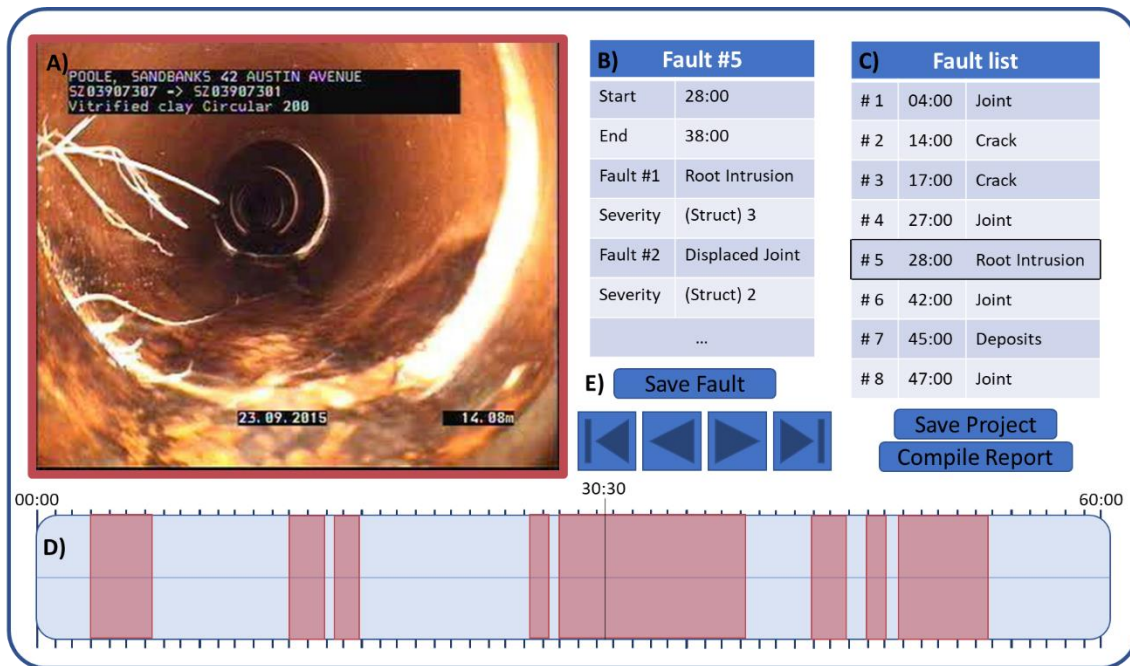 A)
POOLE, SANDBANKS 42 AUSTIN AVENUE
SZ03907307 -> SZ03907301
Vitrified clay Circular 200
23.09.2015 14.08m
B) Fault #5
Start 28:00
End 38:00
Fault #1 Root Intrusion
Severity (Struct) 3
Fault #2 Displaced Joint
Severity (Struct) 2
...
C) Fault list
# 1 04:00 Joint
# 2 14:00 Crack
# 3 17:00 Crack
# 4 27:00 Joint
# 5 28:00 Root Intrusion
# 6 42:00 Joint
# 7 45:00 Deposits
# 8 47:00 Joint
E) Save Fault
Save Project
Compile Report
00:00 30:30 60:00
D)